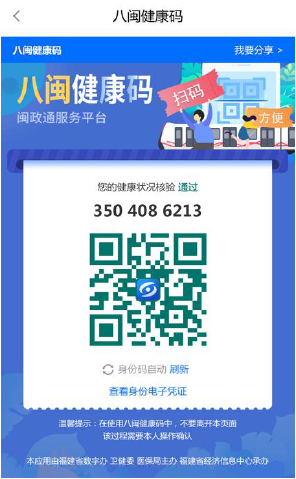 八闽健康码
八闽健康码
我要分享 >
八闽健康码
扫码
闽政通服务平台
方便
您的健康状况核验 通过
350 408 6213
身份码自动 刷新
查看身份电子凭证
温馨提示：在使用八闽健康码中，不要离开本页面
该过程需要本人操作确认
本应用由福建省数字办 卫健委 医保局主办 福建省经济信息中心承办